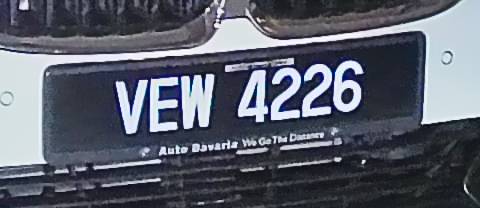 VEW 4226
Auto Bavaria We Go The Distance